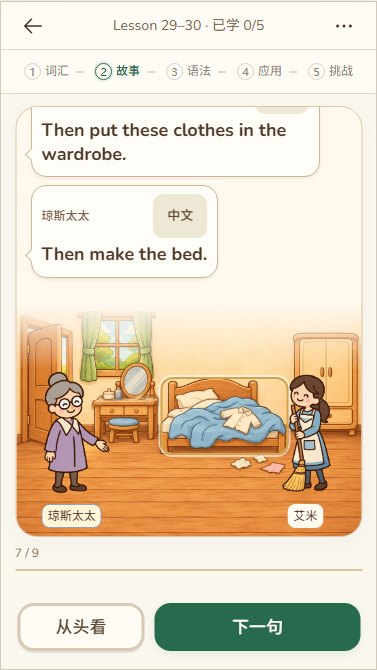 Lesson 29–30 · 已学 0/5
1 词汇 – 2 故事 – 3 语法 – 4 应用 – 5 挑战
Then put these clothes in the
wardrobe.
琼斯太太 中文
Then make the bed.
琼斯太太 艾米
7 / 9
从头看 下一句